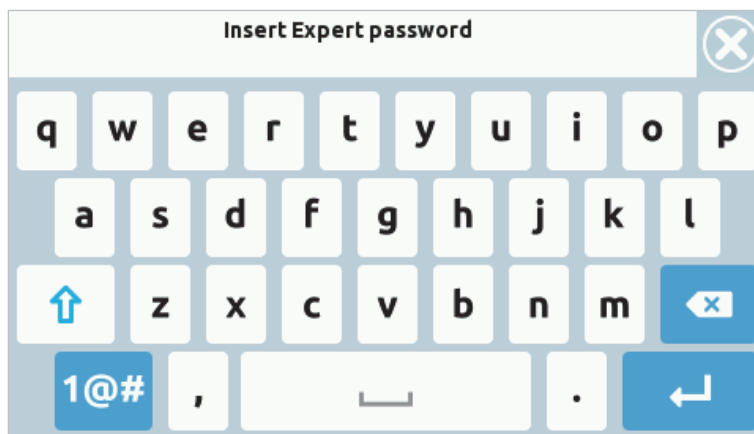 Insert Expert password
q w e r t y u i o p
a s d f g h j k l
z x c v b n m
1@# , .